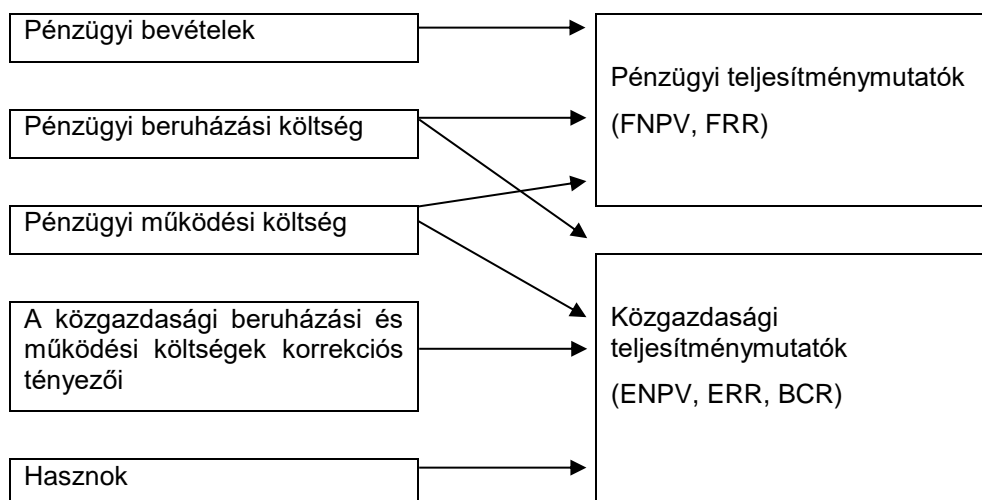 Pénzügyi bevételek
Pénzügyi beruházási költség
Pénzügyi működési költség
A közgazdasági beruházási és
működési költségek korrekciós
tényezői
Hasznok
Pénzügyi teljesítménymutatók
(FNPV, FRR)
Közgazdasági
teljesítménymutatók
(ENPV, ERR, BCR)